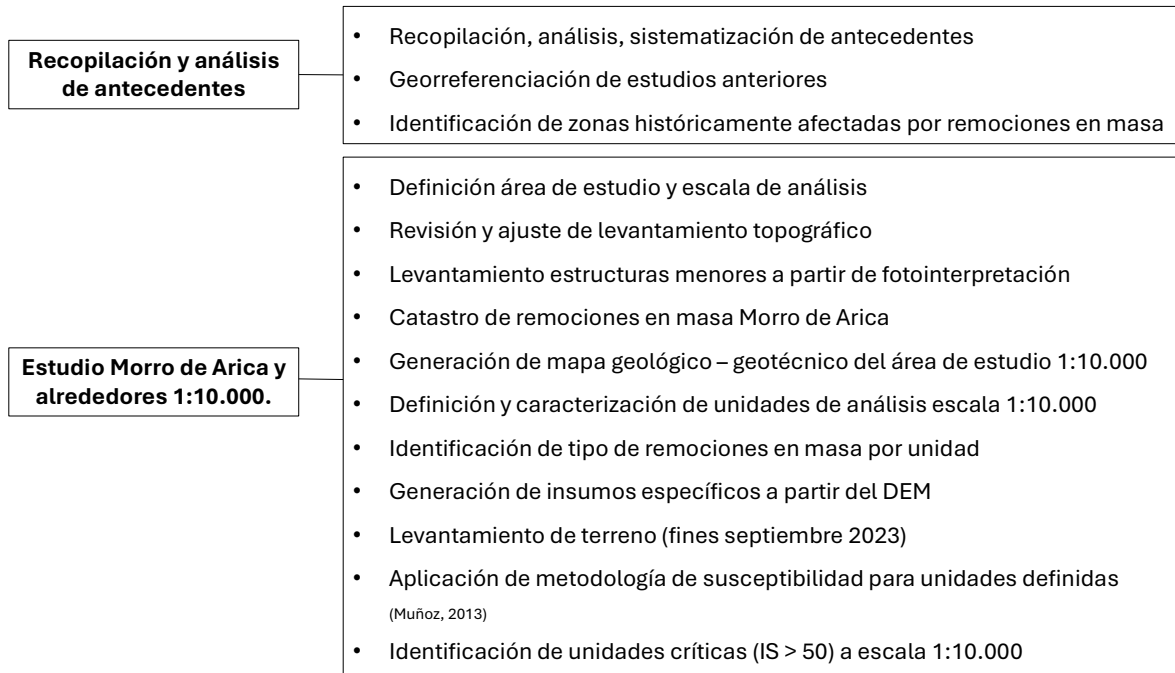 Recopilación y análisis
de antecedentes
• Recopilación, análisis, sistematización de antecedentes
• Georreferenciación de estudios anteriores
• Identificación de zonas históricamente afectadas por remociones en masa
Estudio Morro de Arica y
alrededores 1:10.000.
• Definición área de estudio y escala de análisis
• Revisión y ajuste de levantamiento topográfico
• Levantamiento estructuras menores a partir de fotointerpretación
• Catastro de remociones en masa Morro de Arica
• Generación de mapa geológico – geotécnico del área de estudio 1:10.000
• Definición y caracterización de unidades de análisis escala 1:10.000
• Identificación de tipo de remociones en masa por unidad
• Generación de insumos específicos a partir del DEM
• Levantamiento de terreno (fines septiembre 2023)
• Aplicación de metodología de susceptibilidad para unidades definidas
(Muñoz, 2013)
• Identificación de unidades críticas (IS > 50) a escala 1:10.000